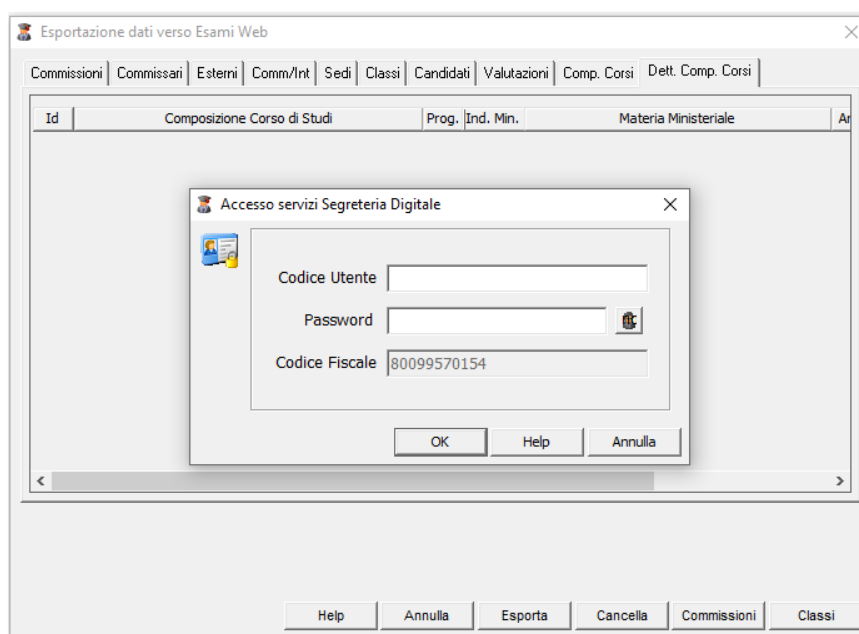 Esportazione dati verso Esami Web
Commissioni Commissari Esterni Comm/Int Sedi Classi Candidati Valutazioni Comp. Corsi Dett. Comp. Corsi
Id Composizione Corso di Studi Prog. Ind. Min. Materia Ministeriale
Accesso servizi Segreteria Digitale
Codice Utente
Password
Codice Fiscale 80099570154
OK Help Annulla
Help Annulla Esporta Cancella Commissioni Classi